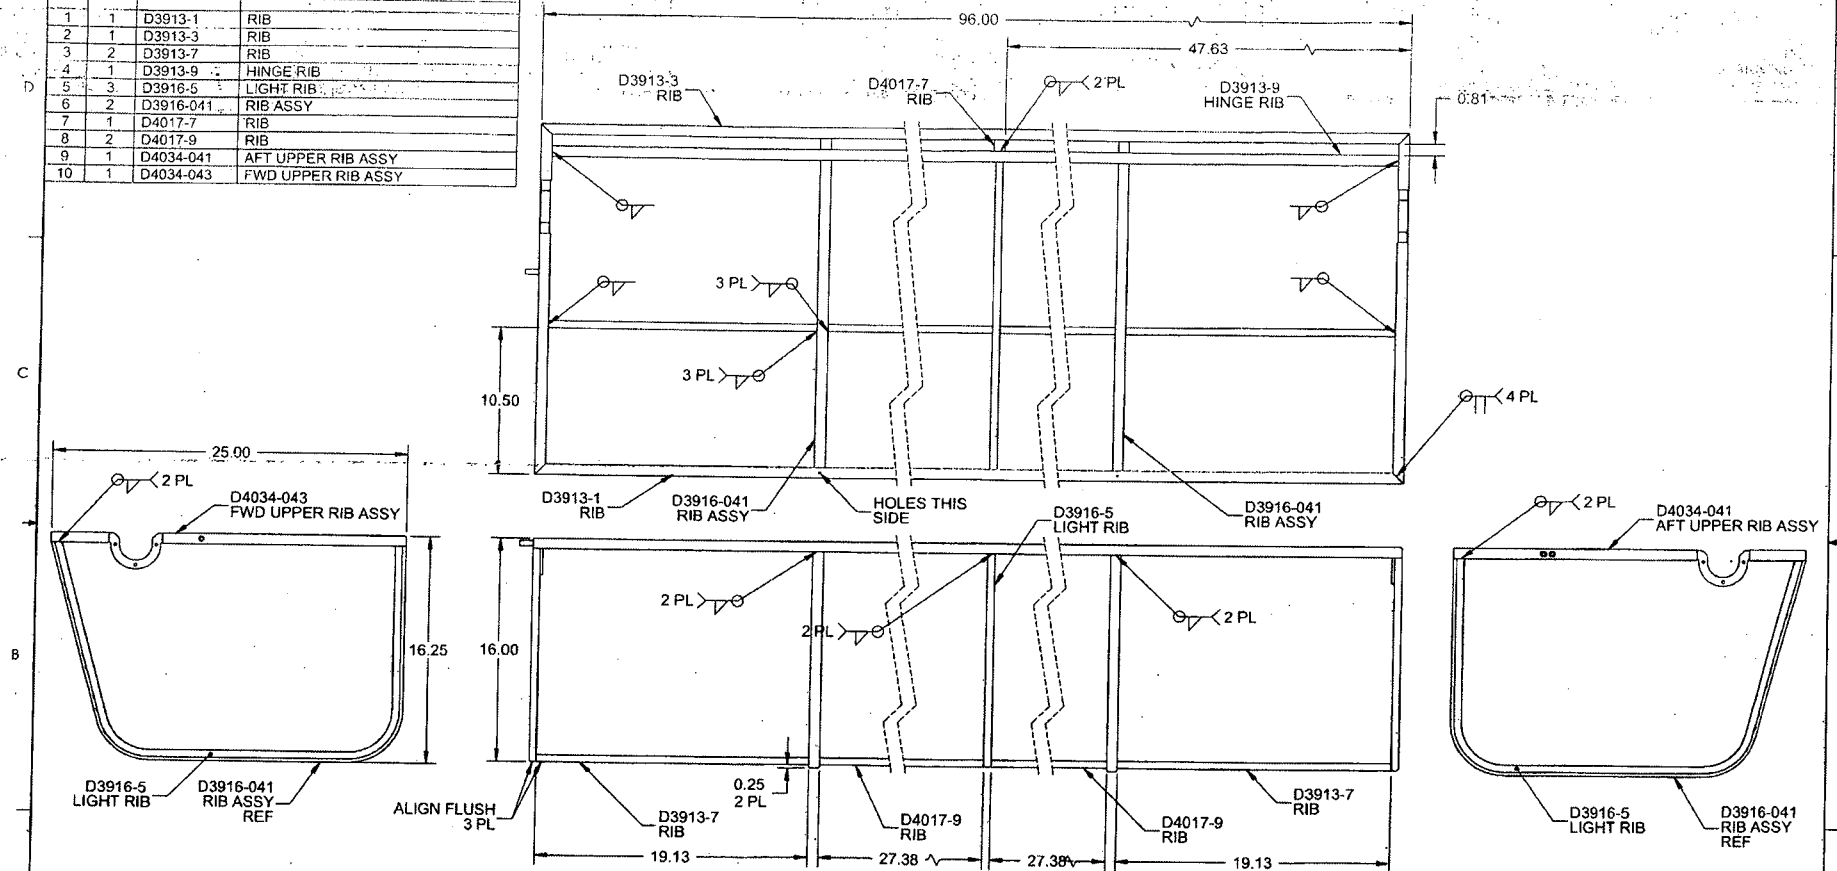 1 1 D3913-1 RIB
2 1 D3913-3 RIB
3 2 D3913-7 RIB
4 1 D3913-9 HINGE RIB
5 3 D3916-5 LIGHT RIB
6 2 D3916-041 RIB ASSY
7 1 D4017-7 RIB
8 2 D4017-9 RIB
9 1 D4034-041 AFT UPPER RIB ASSY
10 1 D4034-043 FWD UPPER RIB ASSY
D
C
B
96.00
47.63
D3913-3
RIB
D4017-7
RIB
2 PL
D3913-9
HINGE RIB
0.81
3 PL
3 PL
10.50
4 PL
D3913-1
RIB
D3916-041
RIB ASSY
HOLES THIS
SIDE
D3916-5
LIGHT RIB
D3916-041
RIB ASSY
25.00
2 PL
D4034-043
FWD UPPER RIB ASSY
16.25
D3916-5
LIGHT RIB
D3916-041
RIB ASSY
REF
16.00
2 PL
2 PL
2 PL
ALIGN FLUSH
3 PL
D3913-7
RIB
0.25
2 PL
D4017-9
RIB
D4017-9
RIB
D3913-7
RIB
19.13
27.38
27.38
19.13
2 PL
D4034-041
AFT UPPER RIB ASSY
D3916-5
LIGHT RIB
D3916-041
RIB ASSY
REF